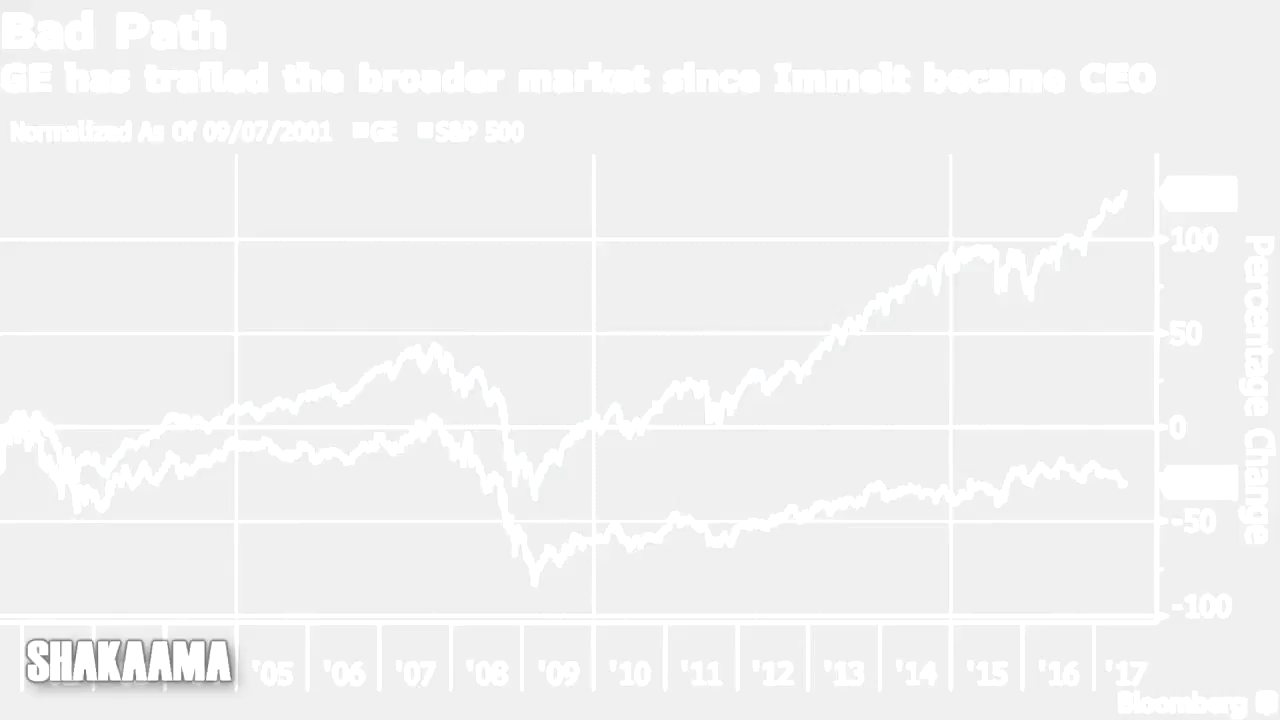 Bad Path
GE has trailed the broader market since Immelt became CEO
Normalized As Of 09/07/2001 GE S&P 500
100
50
0
-50
-100
Percentage Change
'05 '06 '07 '08 '09 '10 '11 '12 '13 '14 '15 '16 '17
SHAKAAMA
Bloomberg